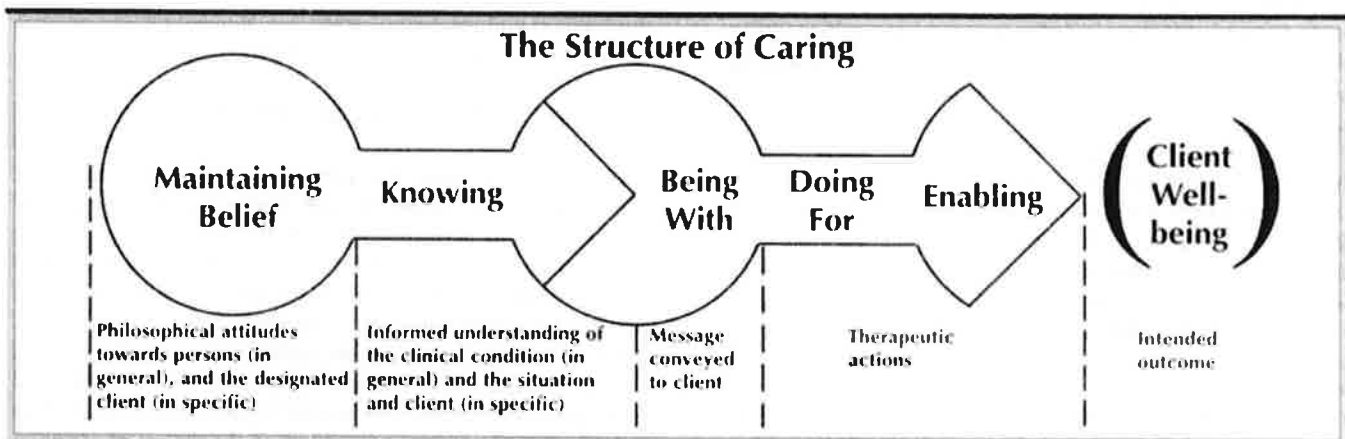 The Structure of Caring
Maintaining
Belief
Knowing
Being
With
Doing
For
Enabling
Client
Well-
being
Philosophical attitudes
towards persons (in
general), and the designated
client (in specific)
Informed understanding of
the clinical condition (in
general) and the situation
and client (in specific)
Message
conveyed
to client
Therapeutic
actions
Intended
outcome